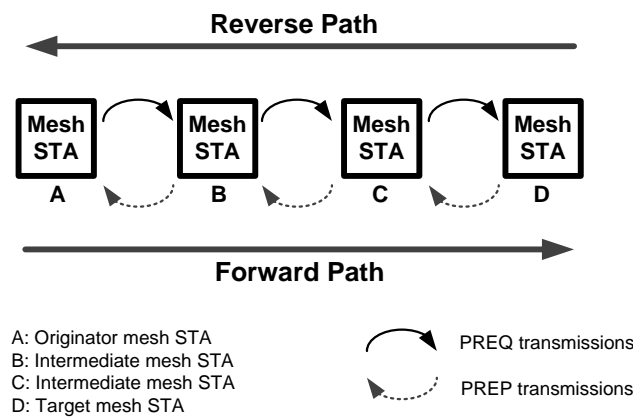 Reverse Path
Mesh STA
Mesh STA
Mesh STA
Mesh STA
A
B
C
D
Forward Path
A: Originator mesh STA
B: Intermediate mesh STA
C: Intermediate mesh STA
D: Target mesh STA
PREQ transmissions
PREP transmissions